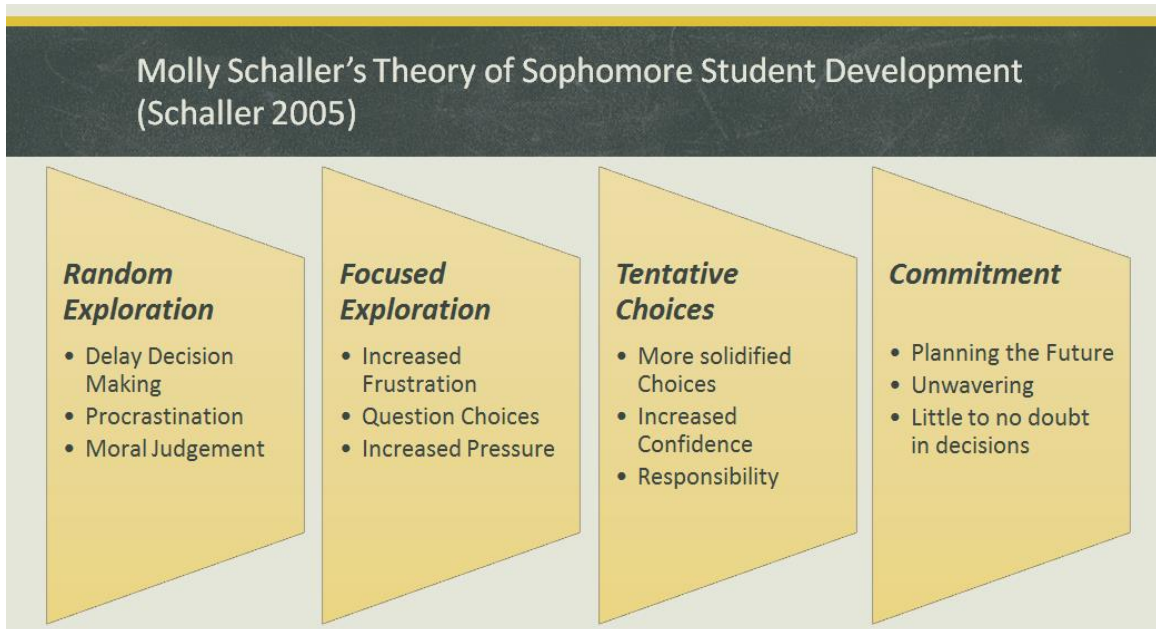 Molly Schaller’s Theory of Sophomore Student Development
(Schaller 2005)
Random
Exploration
• Delay Decision
Making
• Procrastination
• Moral Judgement
Focused
Exploration
• Increased
Frustration
• Question Choices
• Increased Pressure
Tentative
Choices
• More solidified
Choices
• Increased
Confidence
• Responsibility
Commitment
• Planning the Future
• Unwavering
• Little to no doubt
in decisions